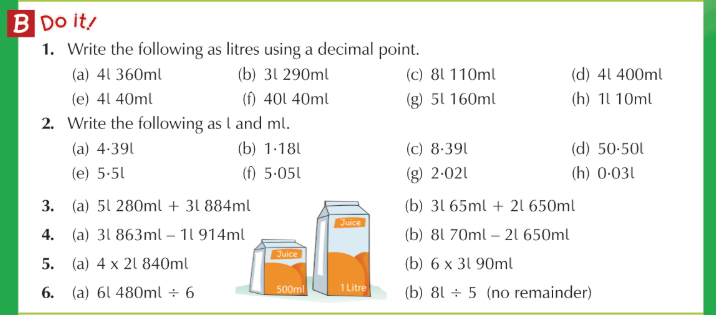 B Do it!
1. Write the following as litres using a decimal point.
(a) 4l 360ml (b) 3l 290ml (c) 8l 110ml (d) 4l 400ml
(e) 4l 40ml (f) 40l 40ml (g) 5l 160ml (h) 1l 10ml
2. Write the following as l and ml.
(a) 4·39l (b) 1·18l (c) 8·39l (d) 50·50l
(e) 5·5l (f) 5·05l (g) 2·02l (h) 0·03l
3. (a) 5l 280ml + 3l 884ml (b) 3l 65ml + 2l 650ml
4. (a) 3l 863ml – 1l 914ml (b) 8l 70ml – 2l 650ml
5. (a) 4 x 2l 840ml (b) 6 x 3l 90ml
6. (a) 6l 480ml ÷ 6 (b) 8l ÷ 5 (no remainder)
Juice
Juice
500ml
1 Litre